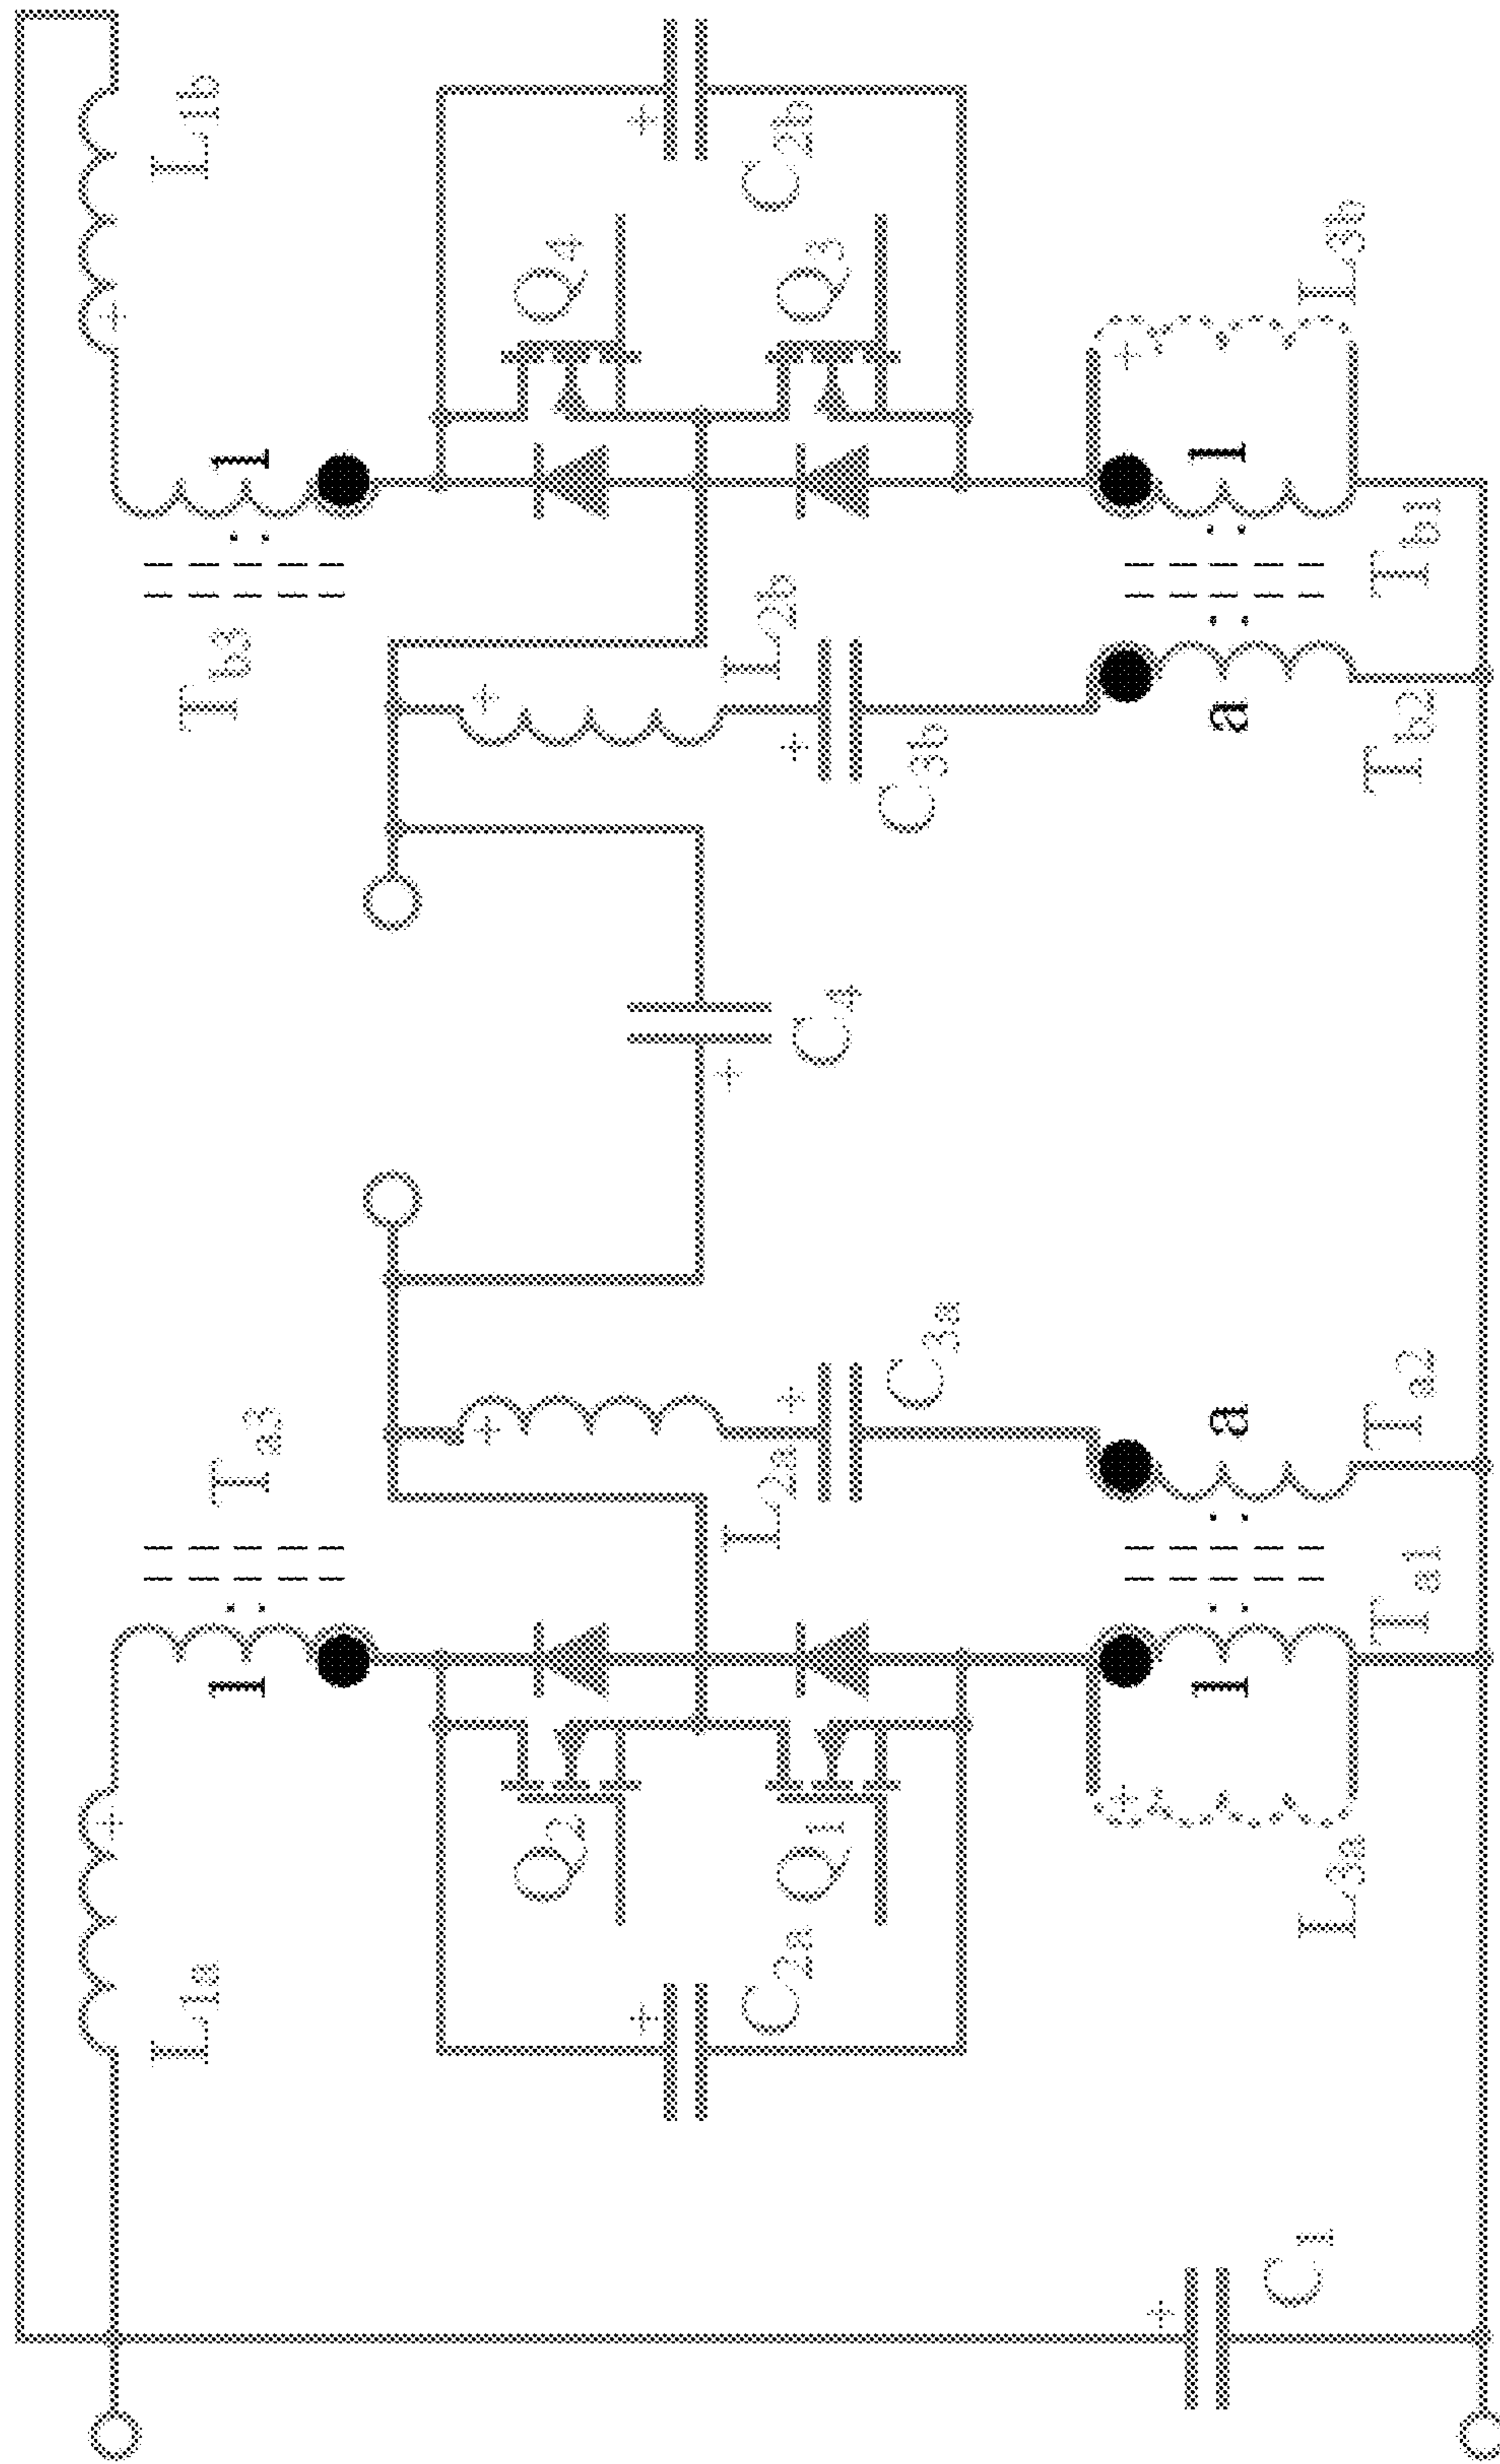 L1a
L1b
1
Ta3
Tb3
1
Q2
Q4
C2a
L2a
L2b
C2b
Q1
Q3
C4
C3a
C3b
1
a
a
1
C1
L3a
L3b
Ta1
Ta2
Tb2
Tb1